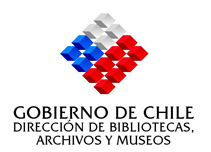 GOBIERNO DE CHILE
DIRECCIÓN DE BIBLIOTECAS,
ARCHIVOS Y MUSEOS